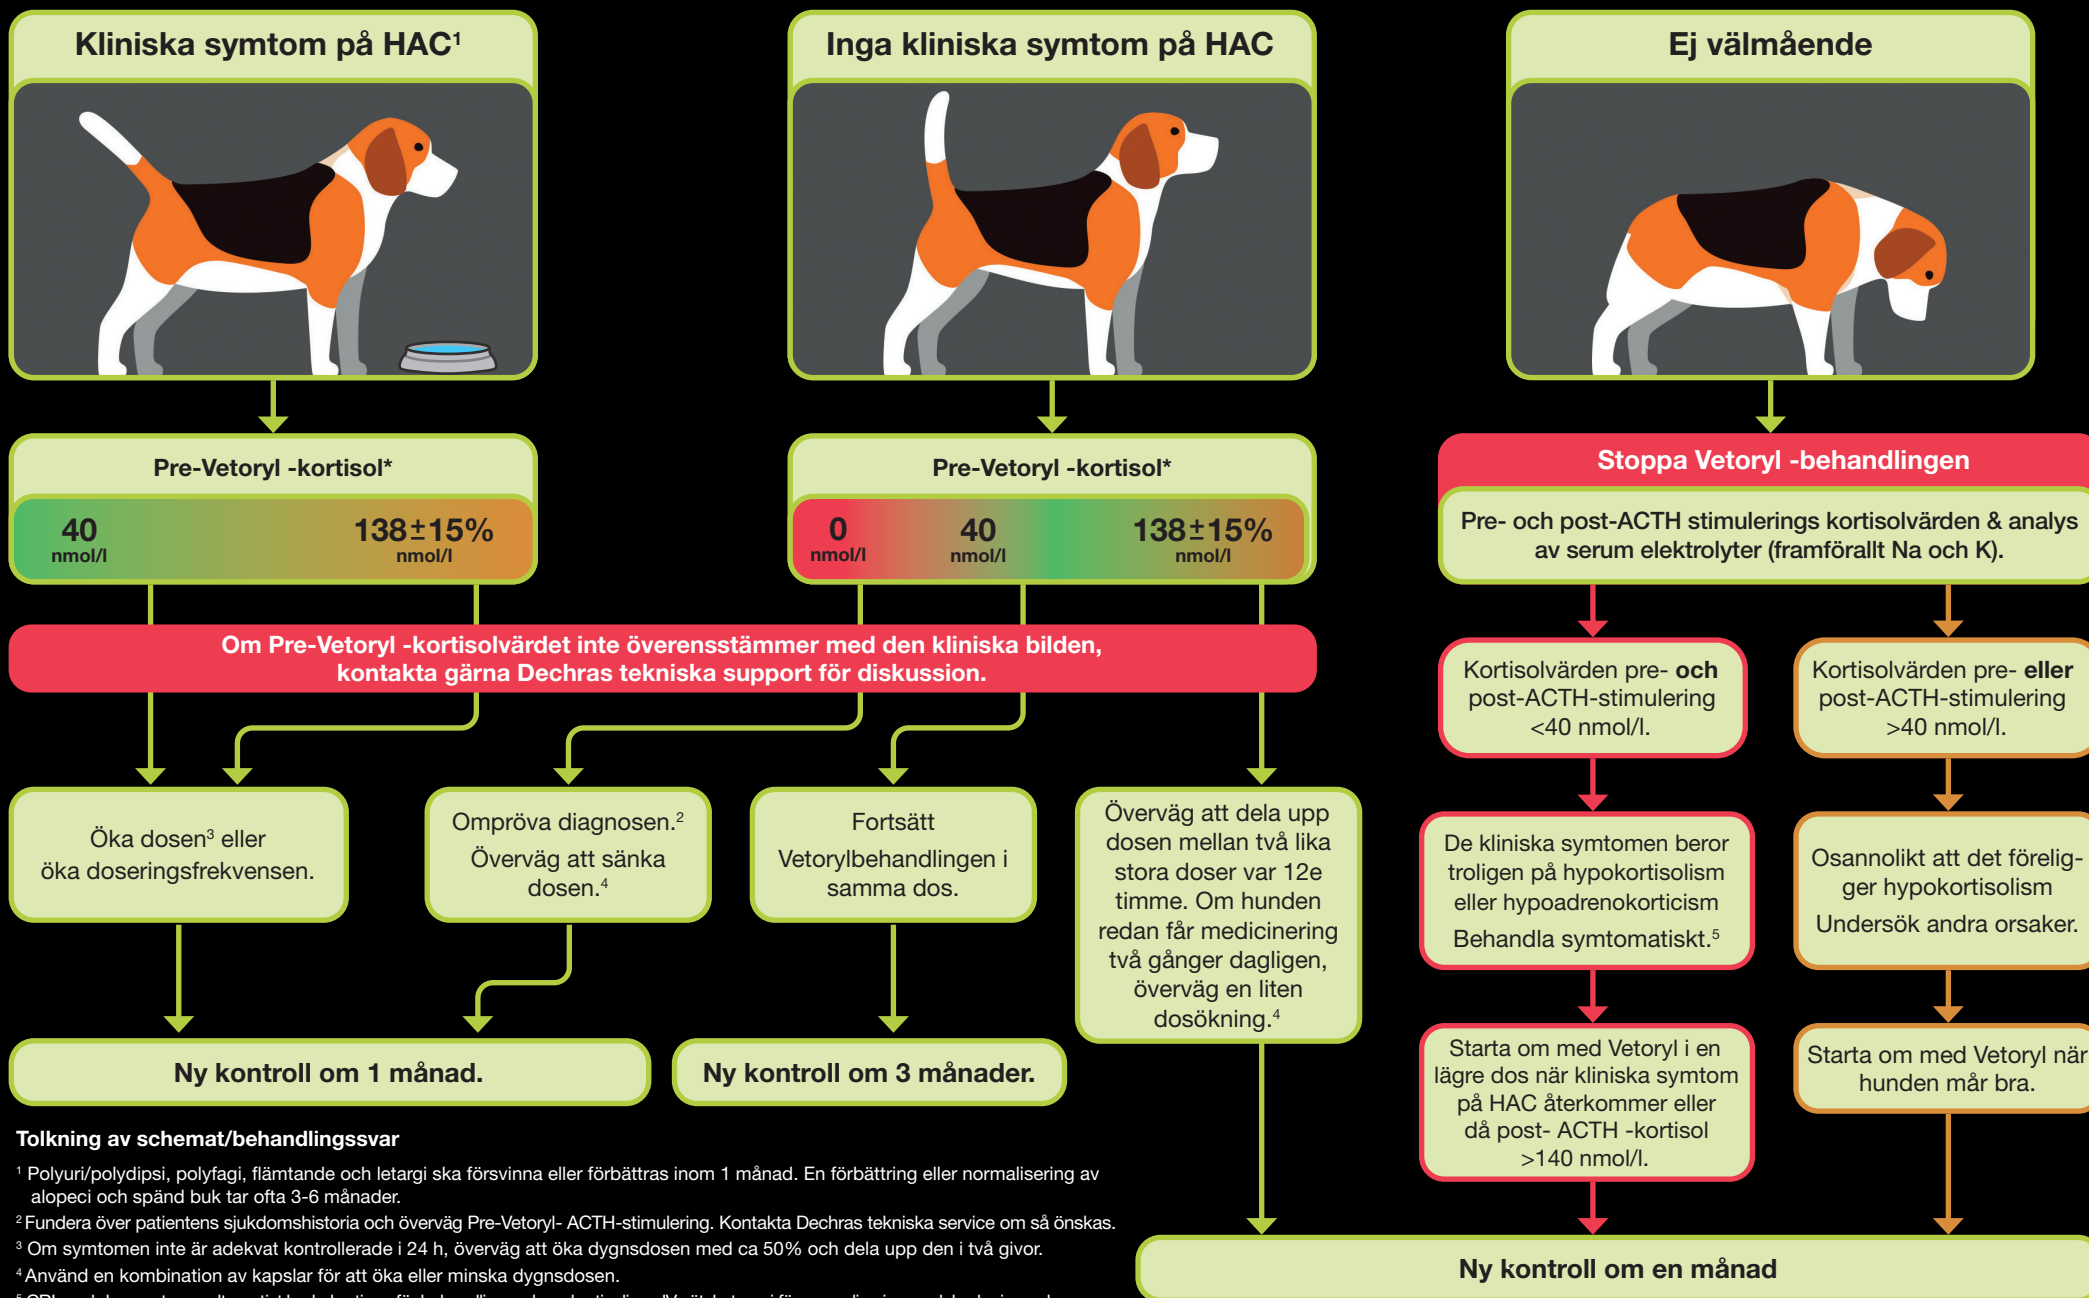 Kliniska symtom på HAC¹
Inga kliniska symtom på HAC
Ej välmående
Pre-Vetoryl -kortisol*
40
nmol/l
138±15%
nmol/l
Pre-Vetoryl -kortisol*
0
nmol/l
40
nmol/l
138±15%
nmol/l
Stoppa Vetoryl -behandlingen
Pre- och post-ACTH stimulerings kortisolvärden & analys
av serum elektrolyter (framförallt Na och K).
Om Pre-Vetoryl -kortisolvärdet inte överensstämmer med den kliniska bilden,
kontakta gärna Dechras tekniska support för diskussion.
Kortisolvärden pre- och
post-ACTH-stimulering
<40 nmol/l.
Kortisolvärden pre- eller
post-ACTH-stimulering
>40 nmol/l.
Öka dosen³ eller
öka doseringsfrekvensen.
Ompröva diagnosen.²
Överväg att sänka
dosen.⁴
Fortsätt
Vetorylbehandlingen i
samma dos.
Överväg att dela upp
dosen mellan två lika
stora doser var 12e
timme. Om hunden
redan får medicinering
två gånger dagligen,
överväg en liten
dosökning.⁴
De kliniska symtomen beror
troligen på hypokortisolism
eller hypoadrenokorticism
Behandla symtomatiskt.⁵
Osannolikt att det förelig-
ger hypokortisolism
Undersök andra orsaker.
Ny kontroll om 1 månad.
Ny kontroll om 3 månader.
Starta om med Vetoryl i en
lägre dos när kliniska symtom
på HAC återkommer eller
då post- ACTH -kortisol
>140 nmol/l.
Starta om med Vetoryl när
hunden mår bra.
Ny kontroll om en månad
Tolkning av schemat/behandlingssvar
¹ Polyuri/polydipsi, polyfagi, flämtande och letargi ska försvinna eller förbättras inom 1 månad. En förbättring eller normalisering av
alopeci och spänd buk tar ofta 3-6 månader.
² Fundera över patientens sjukdomshistoria och överväg Pre-Vetoryl- ACTH-stimulering. Kontakta Dechras tekniska service om så önskas.
³ Om symtomen inte är adekvat kontrollerade i 24 h, överväg att öka dygnsdosen med ca 50% och dela upp den i två givor.
⁴ Använd en kombination av kapslar för att öka eller minska dygnsdosen.